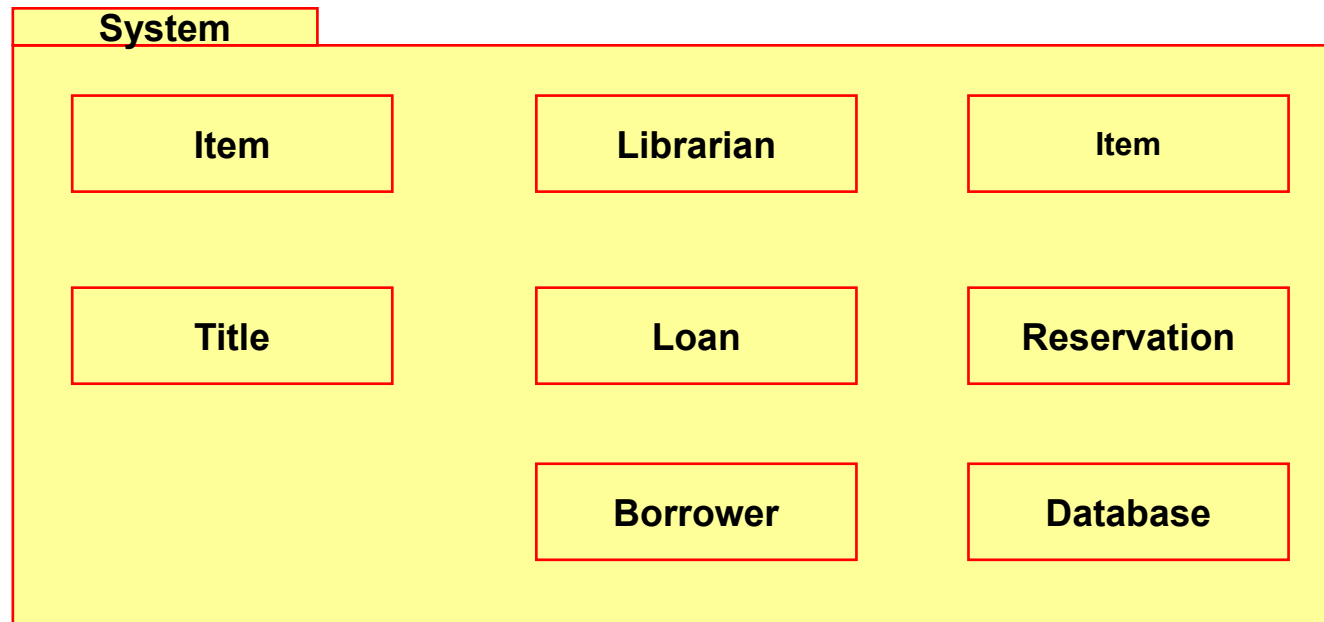 System
Item
Librarian
Item
Title
Loan
Reservation
Borrower
Database